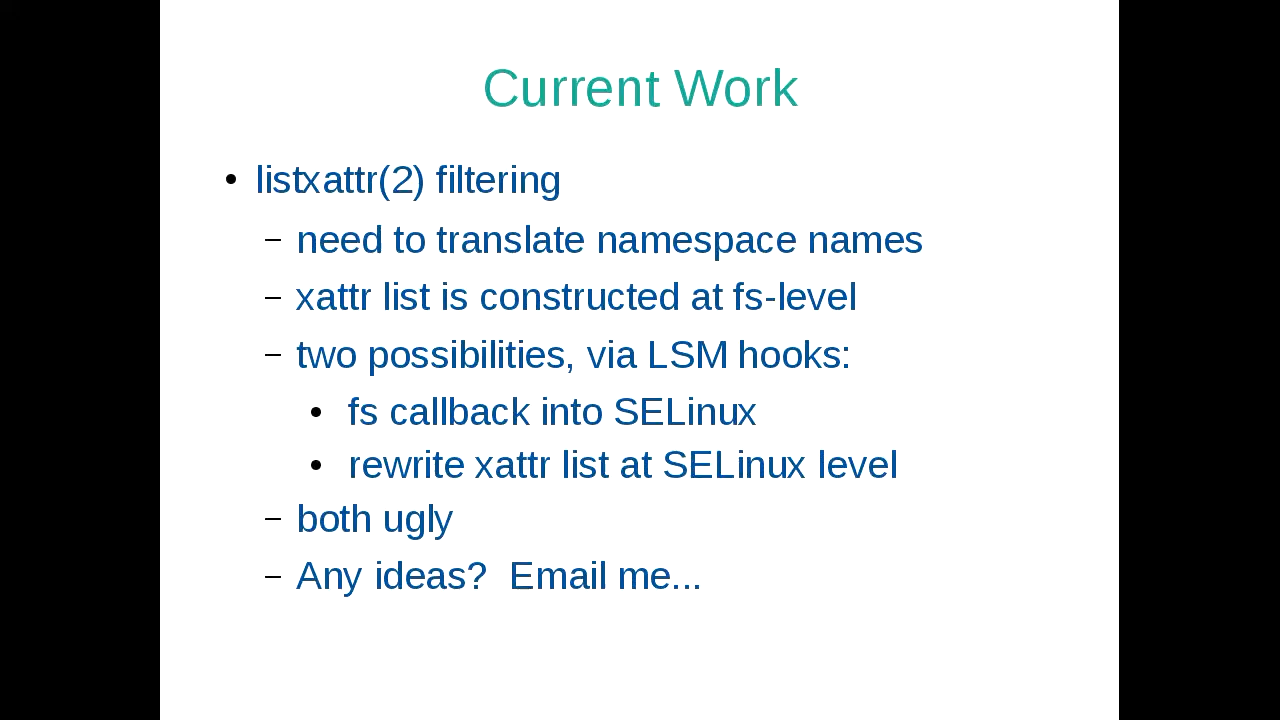 Current Work
• listxattr(2) filtering
– need to translate namespace names
– xattr list is constructed at fs-level
– two possibilities, via LSM hooks:
• fs callback into SELinux
• rewrite xattr list at SELinux level
– both ugly
– Any ideas?  Email me...